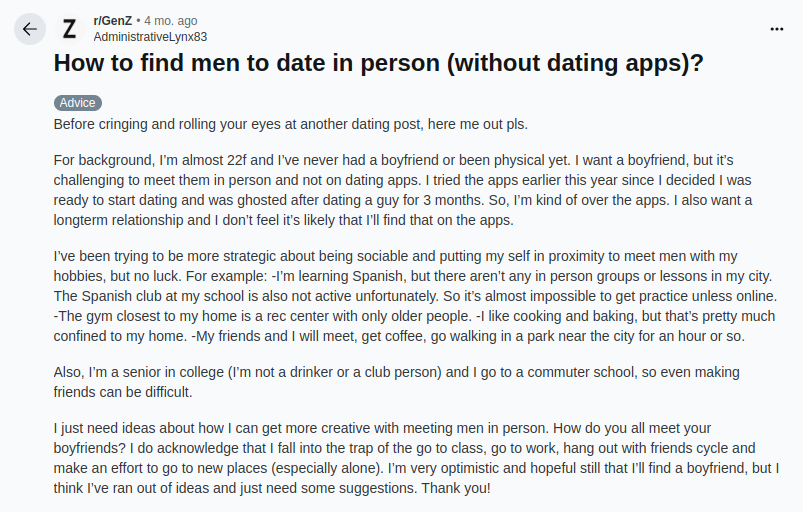 r/GenZ • 4 mo. ago
AdministrativeLynx83
How to find men to date in person (without dating apps)?
Advice
Before cringing and rolling your eyes at another dating post, here me out pls.
For background, I'm almost 22f and I've never had a boyfriend or been physical yet. I want a boyfriend, but it's
challenging to meet them in person and not on dating apps. I tried the apps earlier this year since I decided I was
ready to start dating and was ghosted after dating a guy for 3 months. So, I'm kind of over the apps. I also want a
longterm relationship and I don't feel it's likely that I'll find that on the apps.
I've been trying to be more strategic about being sociable and putting my self in proximity to meet men with my
hobbies, but no luck. For example: -I'm learning Spanish, but there aren't any in person groups or lessons in my city.
The Spanish club at my school is also not active unfortunately. So it's almost impossible to get practice unless online.
-The gym closest to my home is a rec center with only older people. -I like cooking and baking, but that's pretty much
confined to my home. -My friends and I will meet, get coffee, go walking in a park near the city for an hour or so.
Also, I'm a senior in college (I'm not a drinker or a club person) and I go to a commuter school, so even making
friends can be difficult.
I just need ideas about how I can get more creative with meeting men in person. How do you all meet your
boyfriends? I do acknowledge that I fall into the trap of the go to class, go to work, hang out with friends cycle and
make an effort to go to new places (especially alone). I'm very optimistic and hopeful still that I'll find a boyfriend, but I
think I've ran out of ideas and just need some suggestions. Thank you!